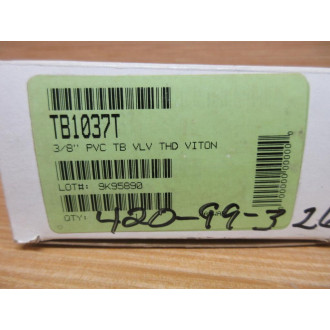 TB1037T
3/8" PVC TB VLV THD VITON
LOT#: 9K95890
QTY:
420-99-3